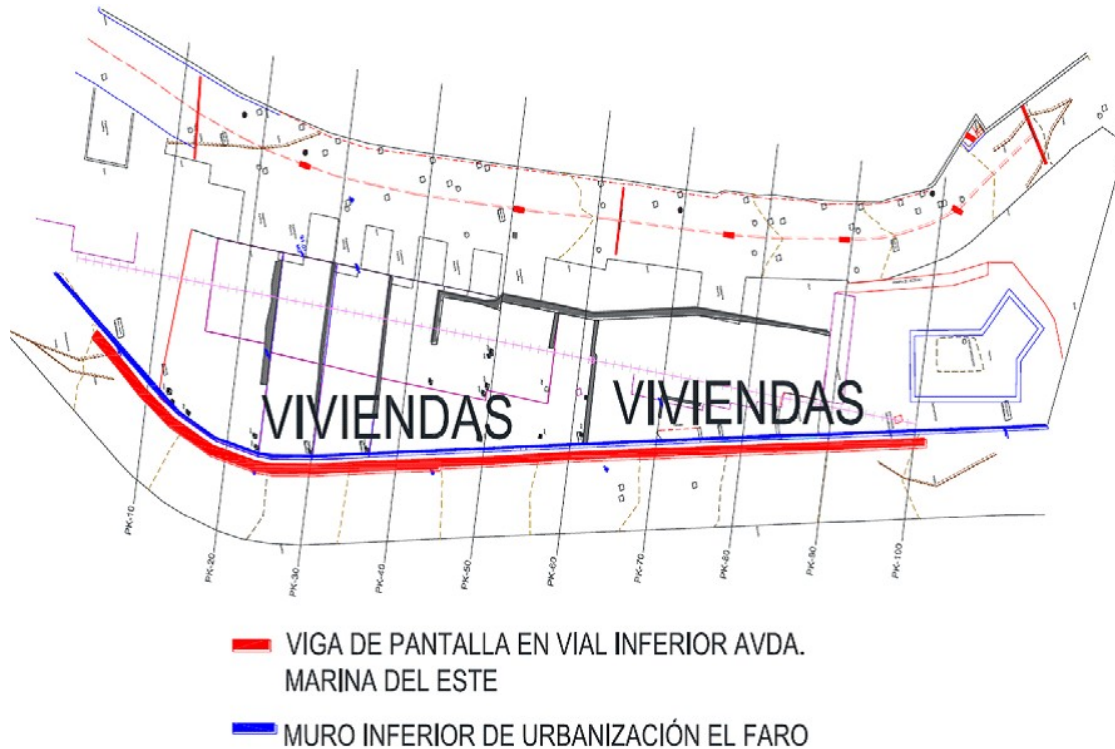 VIVIENDAS
VIVIENDAS
PK-10
PK-20
PK-30
PK-40
PK-50
PK-60
PK-70
PK-80
PK-90
PK-100
VIGA DE PANTALLA EN VIAL INFERIOR AVDA.
MARINA DEL ESTE
MURO INFERIOR DE URBANIZACIÓN EL FARO